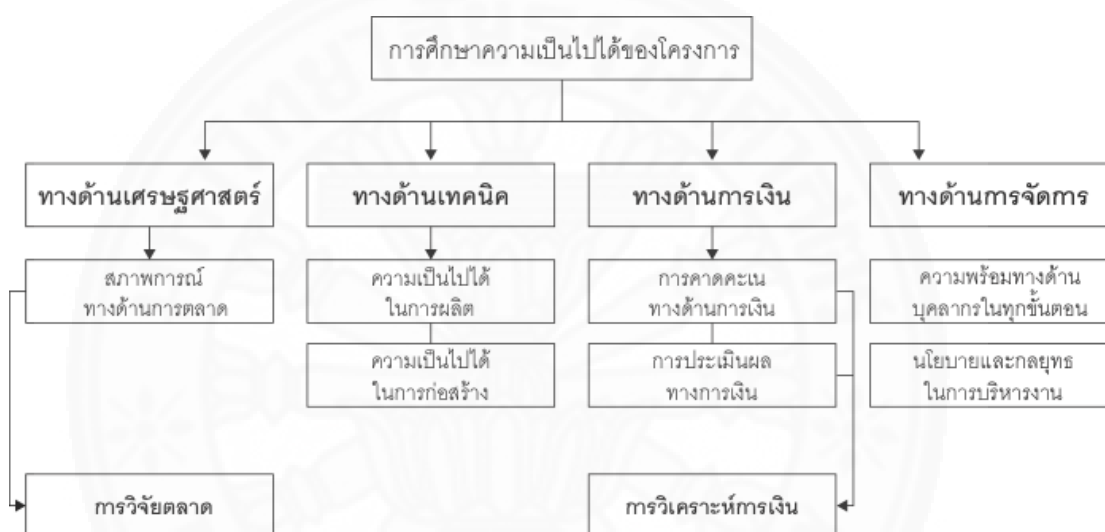 การศึกษาความเป็นไปได้ของโครงการ
ทางด้านเศรษฐศาสตร์
ทางด้านเทคนิค
ทางด้านการเงิน
ทางด้านการจัดการ
สภาพการณ์
ทางด้านการตลาด
ความเป็นไปได้
ในการผลิต
การคาดคะเน
ทางด้านการเงิน
ความพร้อมทางด้าน
บุคลากรในทุกขั้นตอน
ความเป็นไปได้
ในการก่อสร้าง
การประเมินผล
ทางการเงิน
นโยบายและกลยุทธ
ในการบริหารงาน
การวิจัยตลาด
การวิเคราะห์การเงิน